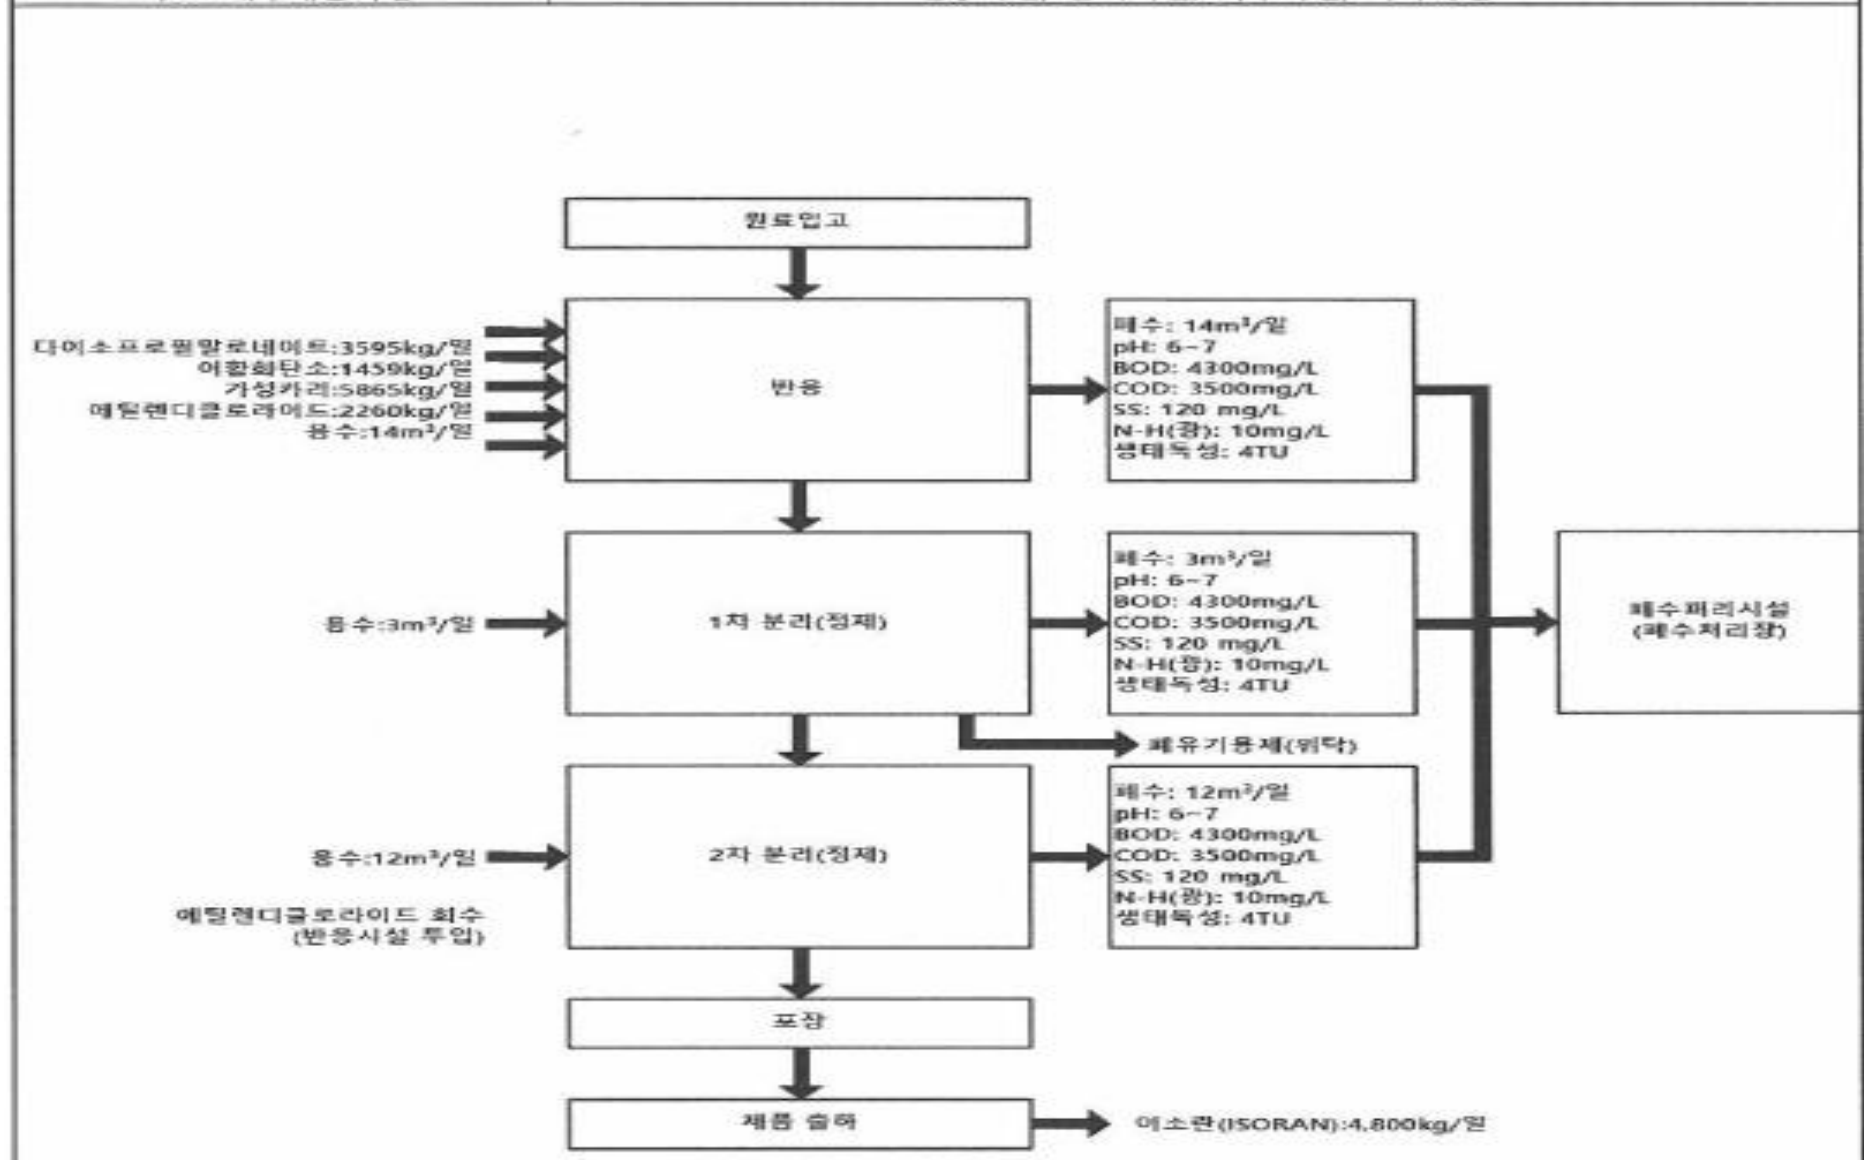 원료입고
다이소프로필말로네이트:3595kg/일
이황화탄소:1459kg/일
가성카리:5865kg/일
에틸렌디클로라이드:2260kg/일
용수:14m³/일
반응
폐수: 14m³/일
pH: 6~7
BOD: 4300mg/L
COD: 3500mg/L
SS: 120 mg/L
N-H(광): 10mg/L
생태독성: 4TU
용수:3m³/일
1차 분리(정제)
폐수: 3m³/일
pH: 6~7
BOD: 4300mg/L
COD: 3500mg/L
SS: 120 mg/L
N-H(광): 10mg/L
생태독성: 4TU
폐수처리시설
(폐수처리장)
폐유기용제(위탁)
용수:12m³/일
에틸렌디클로라이드 회수
(반응시설 투입)
2차 분리(정제)
폐수: 12m³/일
pH: 6~7
BOD: 4300mg/L
COD: 3500mg/L
SS: 120 mg/L
N-H(광): 10mg/L
생태독성: 4TU
포장
제품 출하
이소란(ISORAN):4,800kg/일